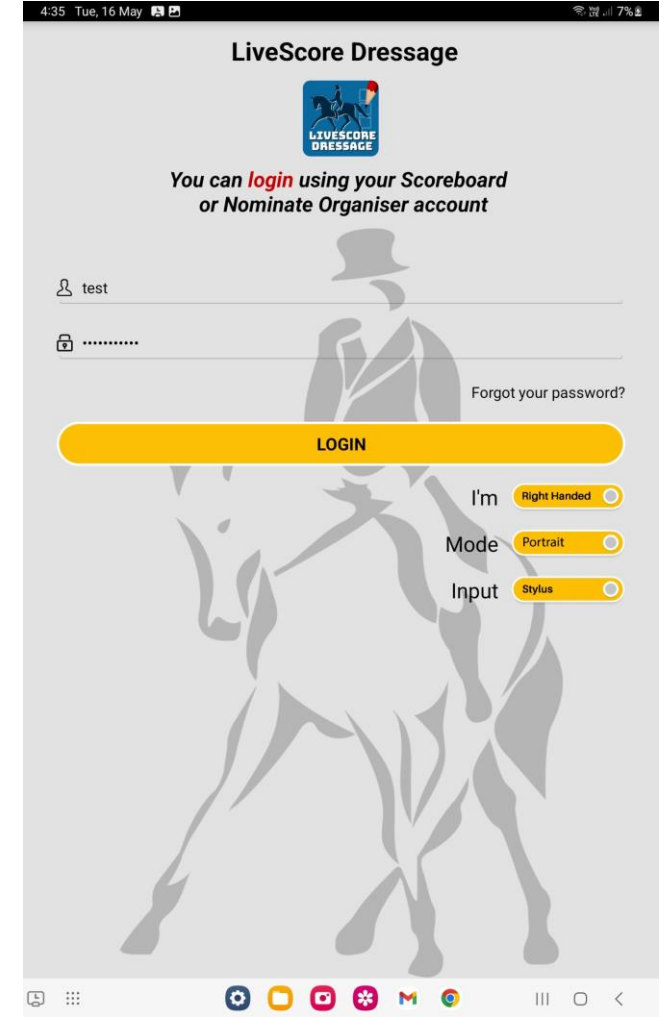 4:35 Tue, 16 May 7%
LiveScore Dressage
LIVESCORE
DRESSAGE
You can login using your Scoreboard
or Nominate Organiser account
test
•••••••••••
Forgot your password?
LOGIN
I'm Right Handed
Mode Portrait
Input Stylus